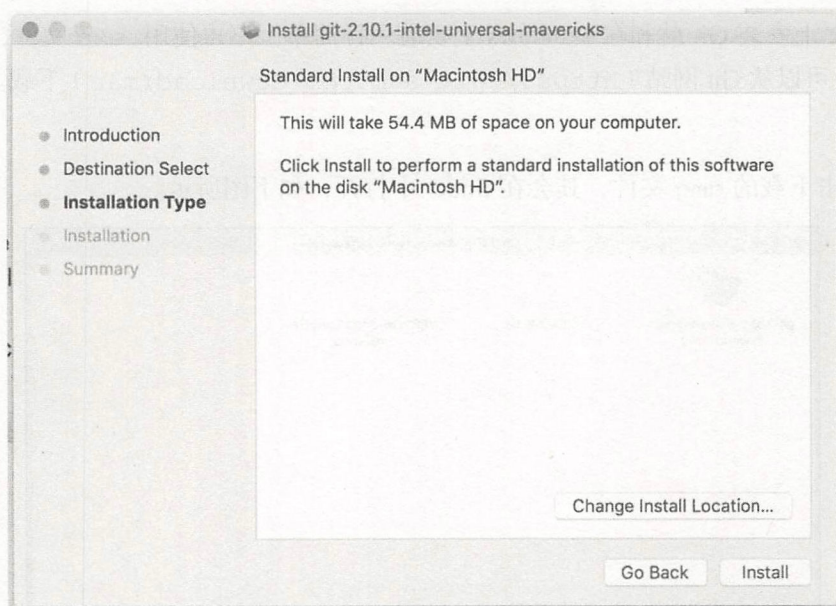 Install git-2.10.1-intel-universal-mavericks
Standard Install on “Macintosh HD”
Introduction
Destination Select
Installation Type
Installation
Summary
This will take 54.4 MB of space on your computer.
Click Install to perform a standard installation of this software
on the disk “Macintosh HD”.
Change Install Location...
Go Back
Install